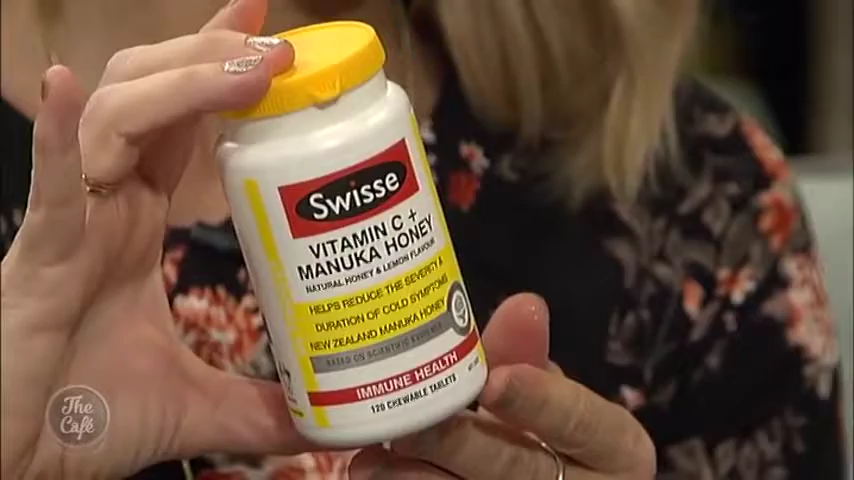 Swisse
VITAMIN C +
MANUKA HONEY
NATURAL HONEY & LEMON FLAVOUR
HELPS REDUCE THE SEVERITY &
DURATION OF COLD SYMPTOMS
NEW ZEALAND MANUKA HONEY
BASED ON SCIENTIFIC EVIDENCE
IMMUNE HEALTH
120 CHEWABLE TABLETS
The
Café